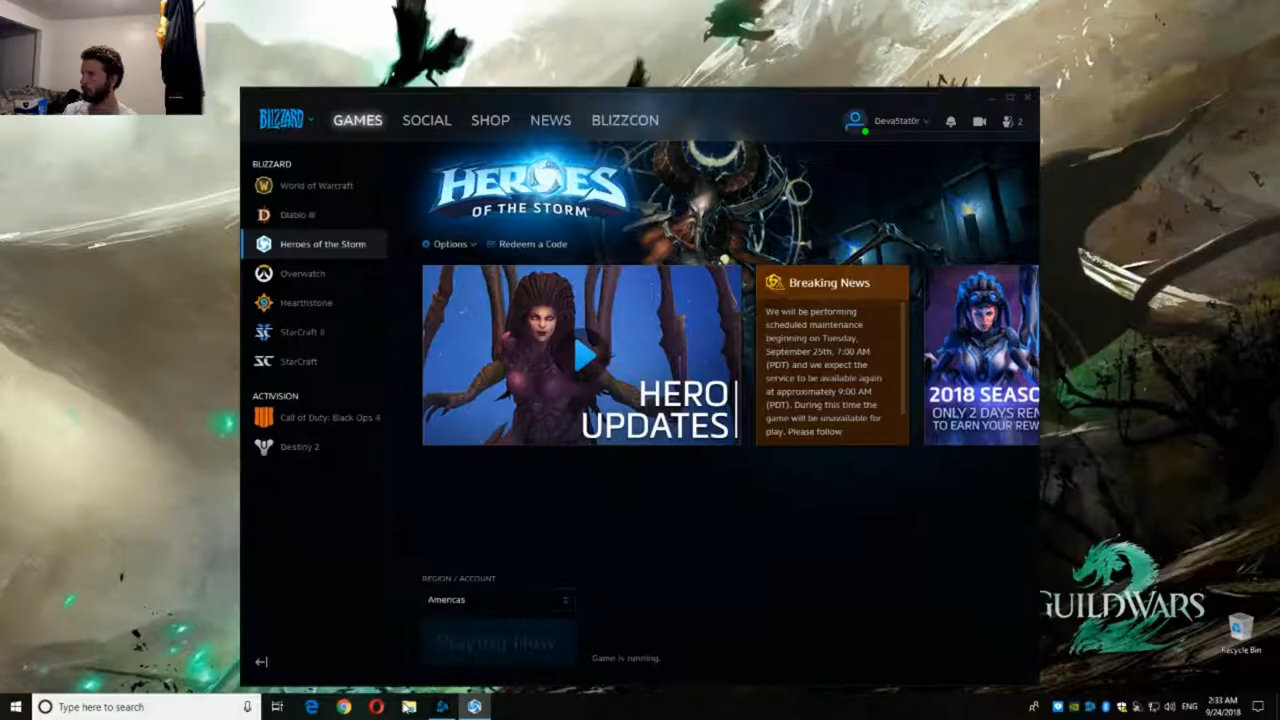 BLIZZARD
GAMES
SOCIAL
SHOP
NEWS
BLIZZCON
Deva5tat0r
2
BLIZZARD
World of Warcraft
Diablo III
Heroes of the Storm
Overwatch
Hearthstone
StarCraft II
StarCraft
ACTIVISION
Call of Duty: Black Ops 4
Destiny 2
HEROES
OF THE STORM
Options
Redeem a Code
HERO
UPDATES
Breaking News
We will be performing
scheduled maintenance
beginning on Tuesday,
September 25th, 7:00 AM
(PDT) and we expect the
service to be available again
at approximately 9:00 AM
(PDT). During this time the
game will be unavailable for
play. Please follow
2018 SEASO
ONLY 2 DAYS REM
TO EARN YOUR REW
REGION / ACCOUNT
Americas
Playing Now
Game is running.
GUILDWARS
2
Recycle Bin
Type here to search
ENG
2:33 AM
9/24/2018